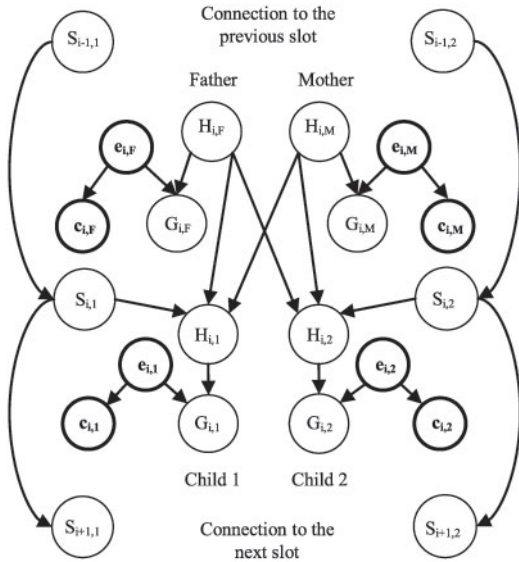 Connection to the
previous slot
S_{i-1,1}
S_{i-1,2}
Father
Mother
H_{i,F}
H_{i,M}
e_{i,F}
e_{i,M}
c_{i,F}
G_{i,F}
G_{i,M}
c_{i,M}
S_{i,1}
S_{i,2}
H_{i,1}
H_{i,2}
e_{i,1}
e_{i,2}
c_{i,1}
G_{i,1}
G_{i,2}
c_{i,2}
Child 1
Child 2
S_{i+1,1}
S_{i+1,2}
Connection to the
next slot